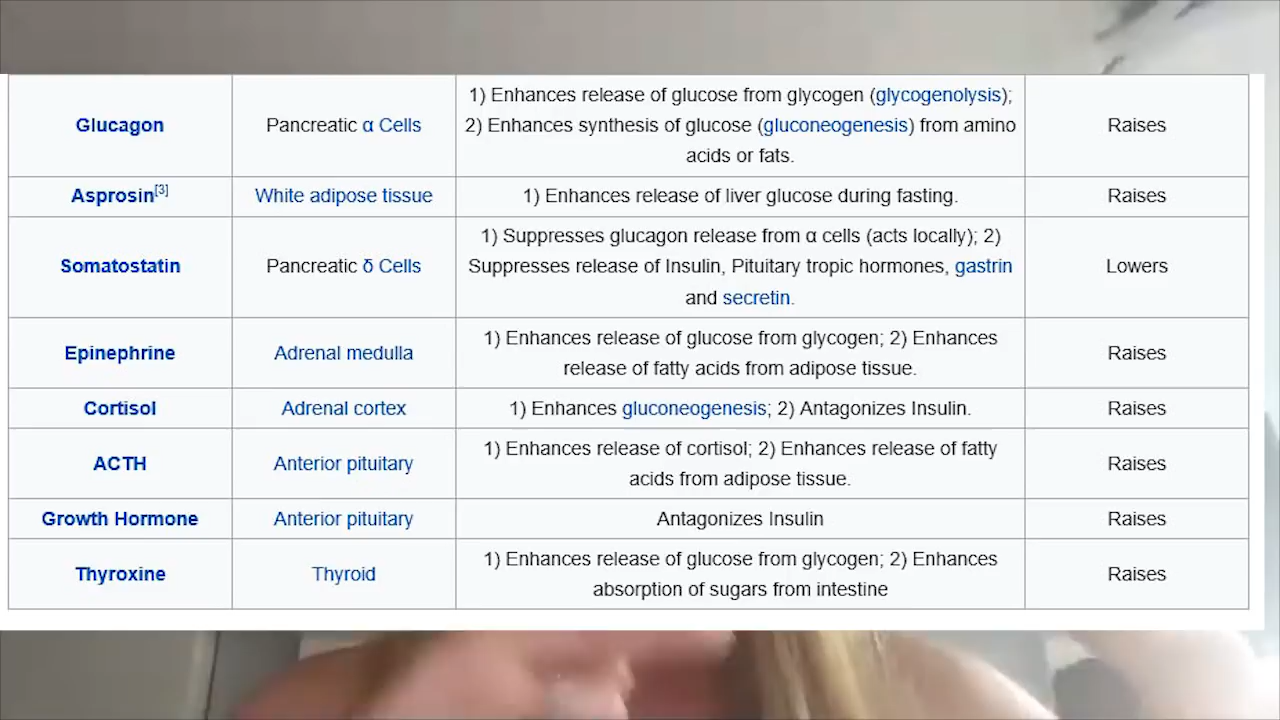 Glucagon
Pancreatic α Cells
1) Enhances release of glucose from glycogen (glycogenolysis);
2) Enhances synthesis of glucose (gluconeogenesis) from amino
acids or fats.
Raises
Asprosin[3]
White adipose tissue
1) Enhances release of liver glucose during fasting.
Raises
Somatostatin
Pancreatic δ Cells
1) Suppresses glucagon release from α cells (acts locally); 2)
Suppresses release of Insulin, Pituitary tropic hormones, gastrin
and secretin.
Lowers
Epinephrine
Adrenal medulla
1) Enhances release of glucose from glycogen; 2) Enhances
release of fatty acids from adipose tissue.
Raises
Cortisol
Adrenal cortex
1) Enhances gluconeogenesis; 2) Antagonizes Insulin.
Raises
ACTH
Anterior pituitary
1) Enhances release of cortisol; 2) Enhances release of fatty
acids from adipose tissue.
Raises
Growth Hormone
Anterior pituitary
Antagonizes Insulin
Raises
Thyroxine
Thyroid
1) Enhances release of glucose from glycogen; 2) Enhances
absorption of sugars from intestine
Raises